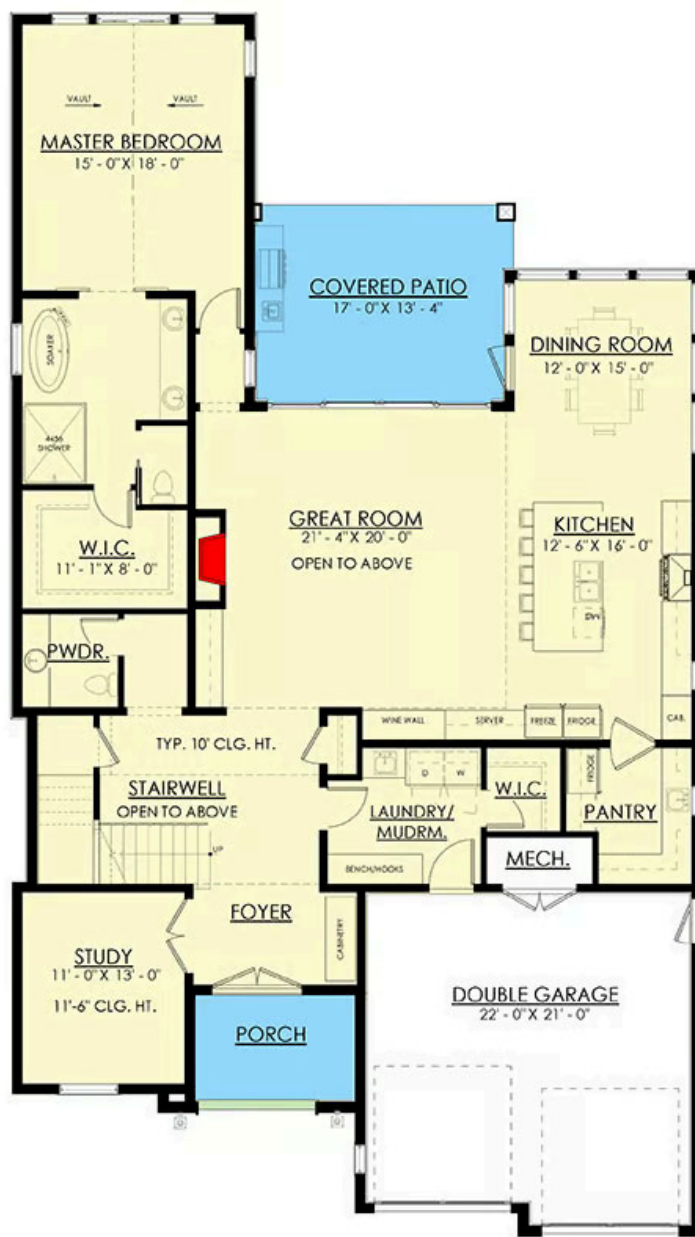 VAULT
VAULT
MASTER BEDROOM
15' - 0" X 18' - 0"
COVERED PATIO
17' - 0" X 13' - 4"
DINING ROOM
12' - 0" X 15' - 0"
SOAKER
SHOWER
GREAT ROOM
21' - 4" X 20' - 0"
OPEN TO ABOVE
KITCHEN
12' - 6" X 16' - 0"
W.I.C.
11' - 1" X 8' - 0"
DW
PWDR.
WINE WALL
SERVER
FREEZE
FRIDGE
CAB.
TYP. 10' CLG. HT.
STAIRWELL
OPEN TO ABOVE
UP
D
W
LAUNDRY/
MUDRM.
W.I.C.
FRIDGE
PANTRY
BENCH/HOOKS
MECH.
FOYER
CABINETRY
STUDY
11' - 0" X 13' - 0"
11'-6" CLG. HT.
DOUBLE GARAGE
22' - 0" X 21' - 0"
PORCH